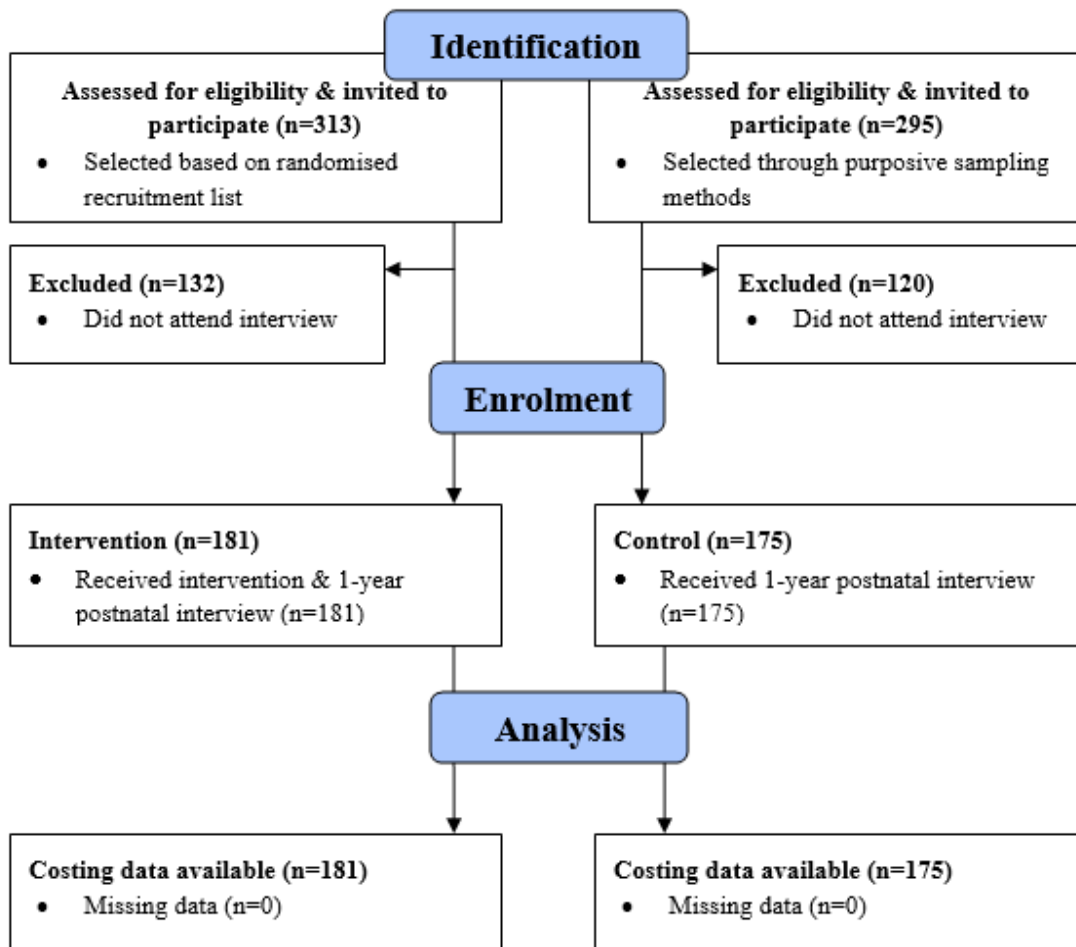 Identification
Assessed for eligibility & invited to
participate (n=313)
• Selected based on randomised
recruitment list
Assessed for eligibility & invited to
participate (n=295)
• Selected through purposive sampling
methods
Excluded (n=132)
• Did not attend interview
Excluded (n=120)
• Did not attend interview
Enrolment
Intervention (n=181)
• Received intervention & 1-year
postnatal interview (n=181)
Control (n=175)
• Received 1-year postnatal interview
(n=175)
Analysis
Costing data available (n=181)
• Missing data (n=0)
Costing data available (n=175)
• Missing data (n=0)